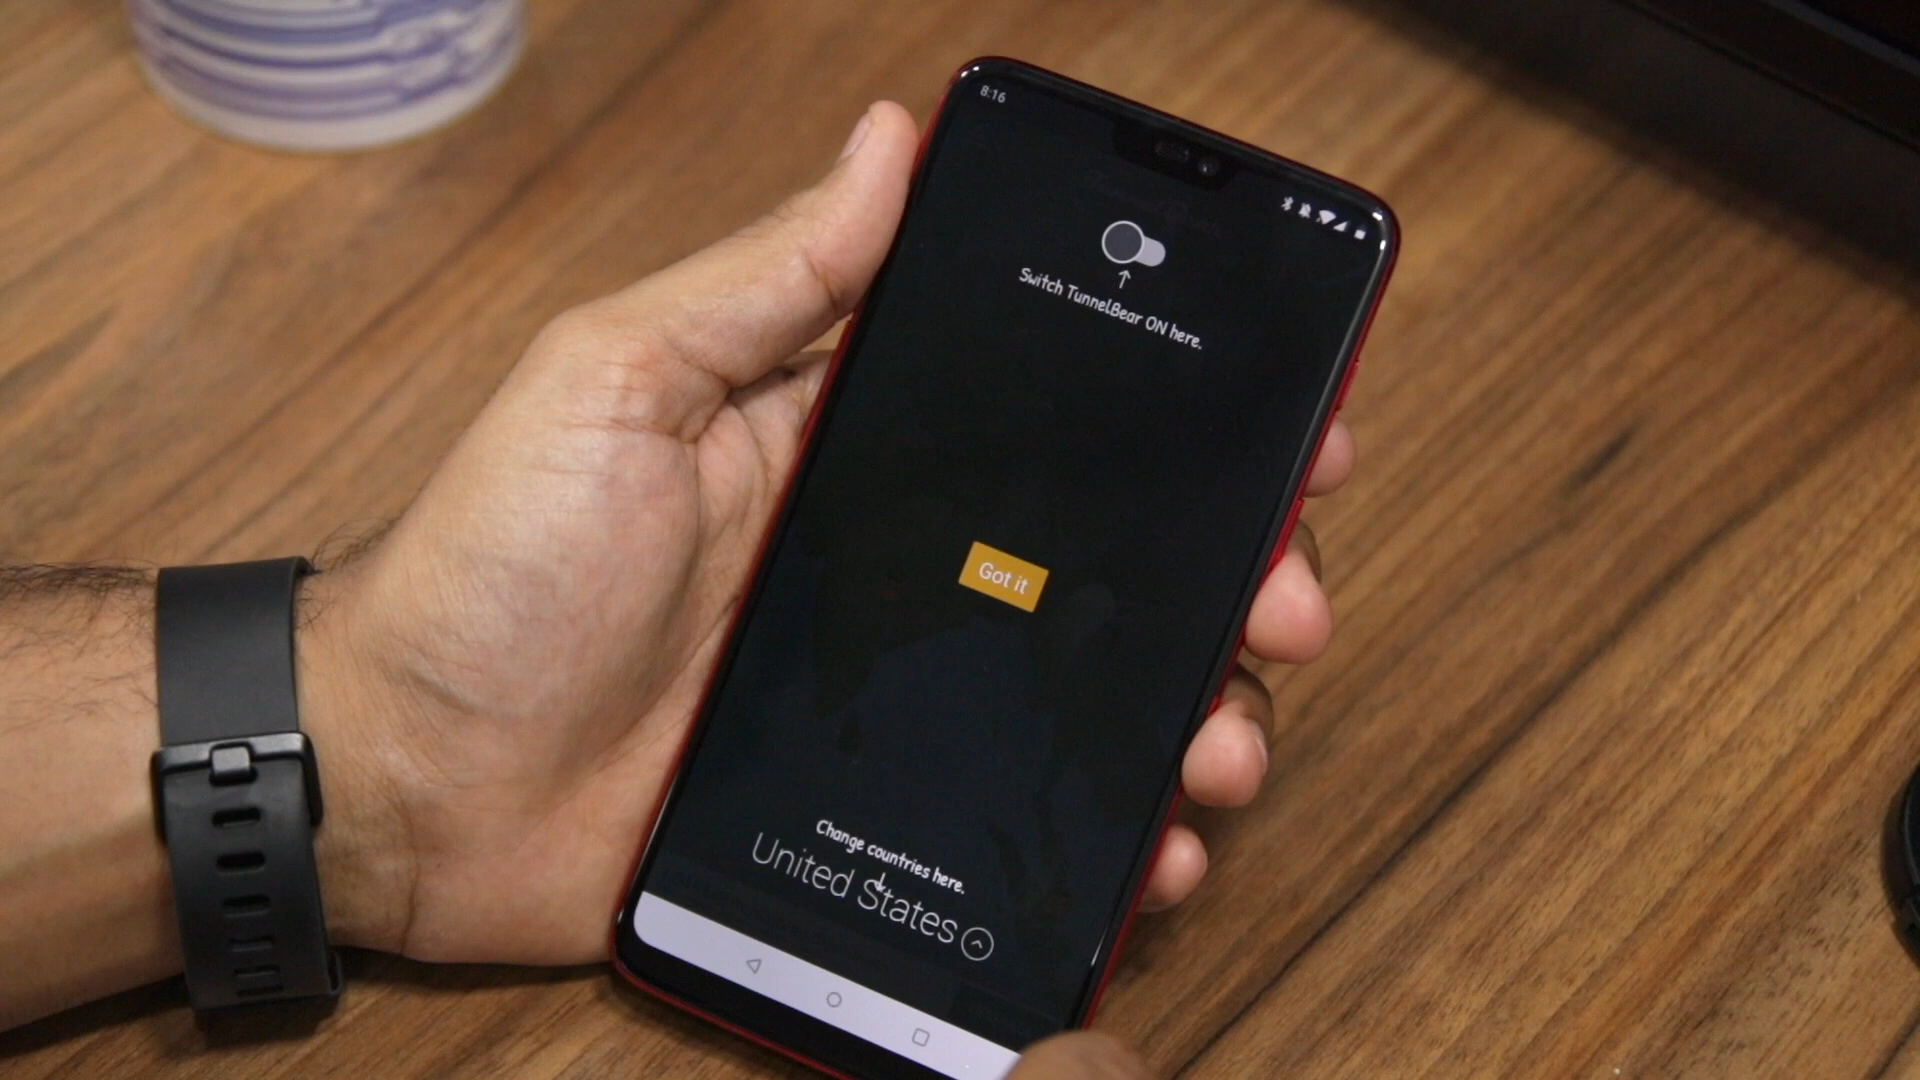 8:16
Switch TunnelBear ON here.
Got it
Change countries here.
United States